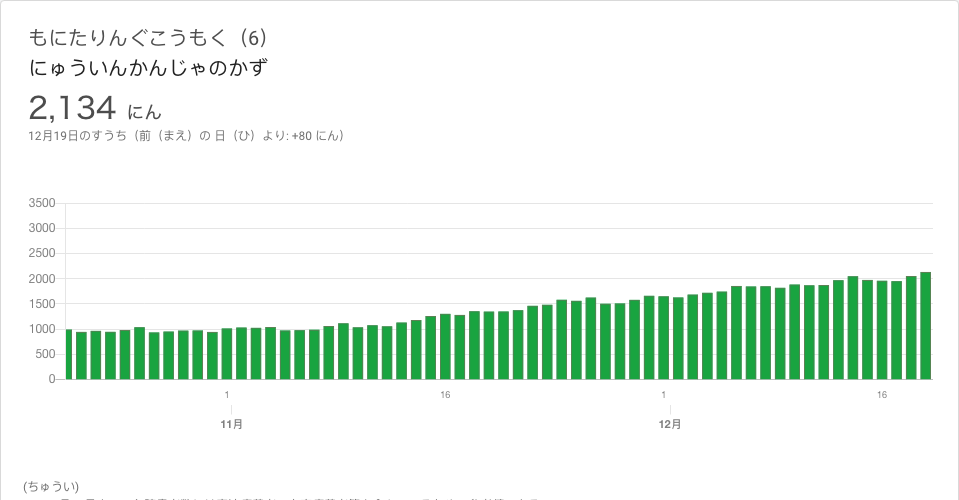 もにたりんぐこうもく（6）
にゅういんかんじゃのかず
2,134 にん
12月19日のすうち（前（まえ）の 日（ひ）より: +80 にん）
3500
3000
2500
2000
1500
1000
500
0
1
16
1
16
11月
12月
(ちゅうい)